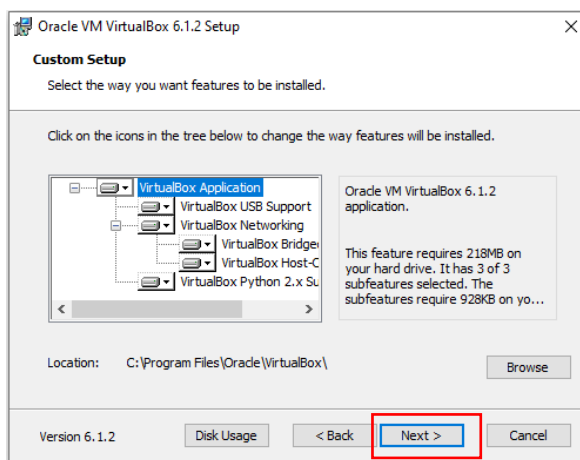 Oracle VM VirtualBox 6.1.2 Setup
Custom Setup
Select the way you want features to be installed.
Click on the icons in the tree below to change the way features will be installed.
VirtualBox Application
VirtualBox USB Support
VirtualBox Networking
VirtualBox Bridge
VirtualBox Host-C
VirtualBox Python 2.x Su
Oracle VM VirtualBox 6.1.2
application.
This feature requires 218MB on
your hard drive. It has 3 of 3
subfeatures selected. The
subfeatures require 928KB on yo...
Location: C:\Program Files\Oracle\VirtualBox\
Browse
Version 6.1.2
Disk Usage
< Back
Next >
Cancel